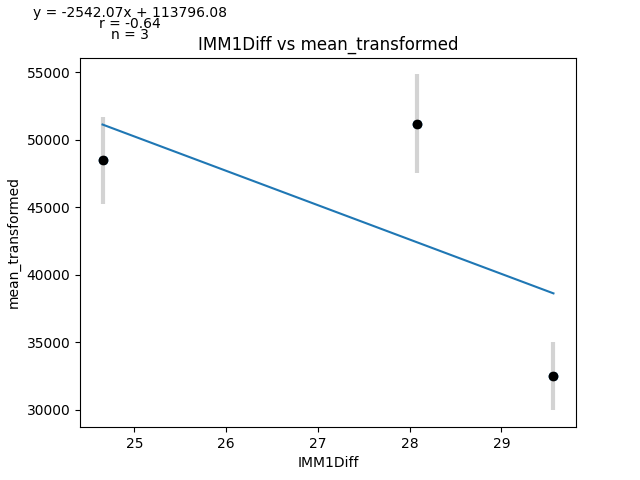 y = -2542.07x + 113796.08
r = -0.64
n = 3
IMM1Diff vs mean_transformed
55000
50000
45000
40000
35000
30000
mean_transformed
25
26
27
28
29
IMM1Diff